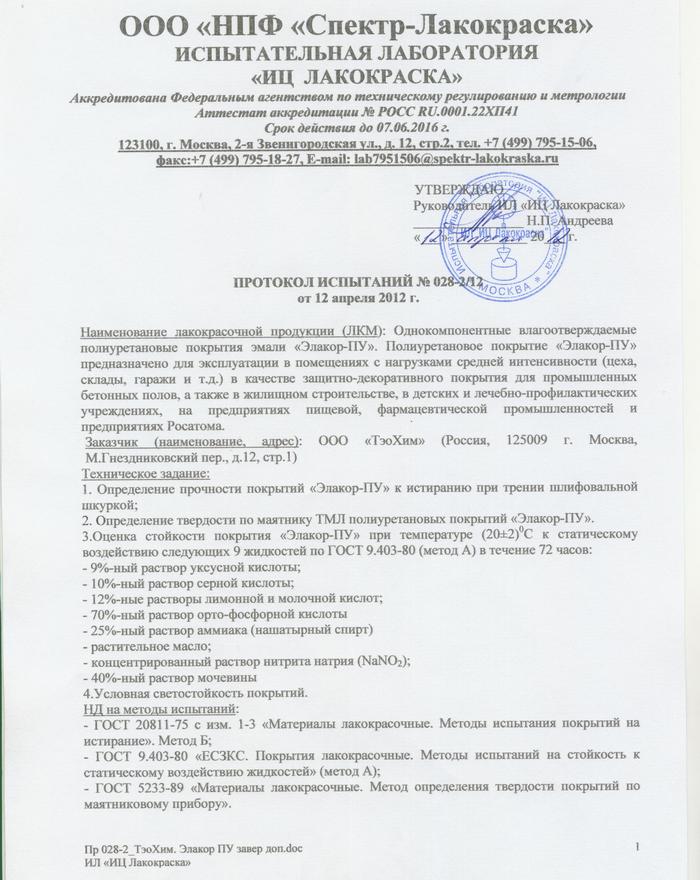 ООО «НПФ «Спектр-Лакокраска»
ИСПЫТАТЕЛЬНАЯ ЛАБОРАТОРИЯ
«ИЦ ЛАКОКРАСКА»
Аккредитована Федеральным агентством по техническому регулированию и метрологии
Аттестат аккредитации № РОСС RU.0001.22ХП41
Срок действия до 07.06.2016 г.
123100, г. Москва, 2-я Звенигородская ул., д. 12, стр.2, тел. +7 (499) 795-15-06,
факс:+7 (499) 795-18-27, E-mail: lab7951506@spektr-lakokraska.ru
УТВЕРЖДАЮ
Руководитель ИЛ «ИЦ Лакокраска»
Н.П. Андреева
«12» апреля 2012 г.
Испытательная лаборатория "ИЦ Лакокраска"
ИЛ "ИЦ Лакокраска"
* МОСКВА *
ПРОТОКОЛ ИСПЫТАНИЙ № 028-2/12
от 12 апреля 2012 г.
Наименование лакокрасочной продукции (ЛКМ): Однокомпонентные влагоотверждаемые
полиуретановые покрытия эмали «Элакор-ПУ». Полиуретановое покрытие «Элакор-ПУ»
предназначено для эксплуатации в помещениях с нагрузками средней интенсивности (цеха,
склады, гаражи и т.д.) в качестве защитно-декоративного покрытия для промышленных
бетонных полов, а также в жилищном строительстве, в детских и лечебно-профилактических
учреждениях, на предприятиях пищевой, фармацевтической промышленностей и
предприятиях Росатома.
Заказчик (наименование, адрес): ООО «ТэоХим» (Россия, 125009 г. Москва,
М.Гнездниковский пер., д.12, стр.1)
Техническое задание:
1. Определение прочности покрытий «Элакор-ПУ» к истиранию при трении шлифовальной
шкуркой;
2. Определение твердости по маятнику ТМЛ полиуретановых покрытий «Элакор-ПУ».
3.Оценка стойкости покрытия «Элакор-ПУ» при температуре (20±2)⁰С к статическому
воздействию следующих 9 жидкостей по ГОСТ 9.403-80 (метод А) в течение 72 часов:
- 9%-ный раствор уксусной кислоты;
- 10%-ный раствор серной кислоты;
- 12%-ные растворы лимонной и молочной кислот;
- 70%-ный раствор орто-фосфорной кислоты
- 25%-ный раствор аммиака (нашатырный спирт)
- растительное масло;
- концентрированный раствор нитрита натрия (NaNO₂);
- 40%-ный раствор мочевины
4.Условная светостойкость покрытий.
НД на методы испытаний:
- ГОСТ 20811-75 с изм. 1-3 «Материалы лакокрасочные. Методы испытания покрытий на
истирание». Метод Б;
- ГОСТ 9.403-80 «ЕСЗКС. Покрытия лакокрасочные. Методы испытаний на стойкость к
статическому воздействию жидкостей» (метод А);
- ГОСТ 5233-89 «Материалы лакокрасочные. Метод определения твердости покрытий по
маятниковому прибору».
Пр 028-2_ТэоХим. Элакор ПУ завер доп.doc 1
ИЛ «ИЦ Лакокраска»